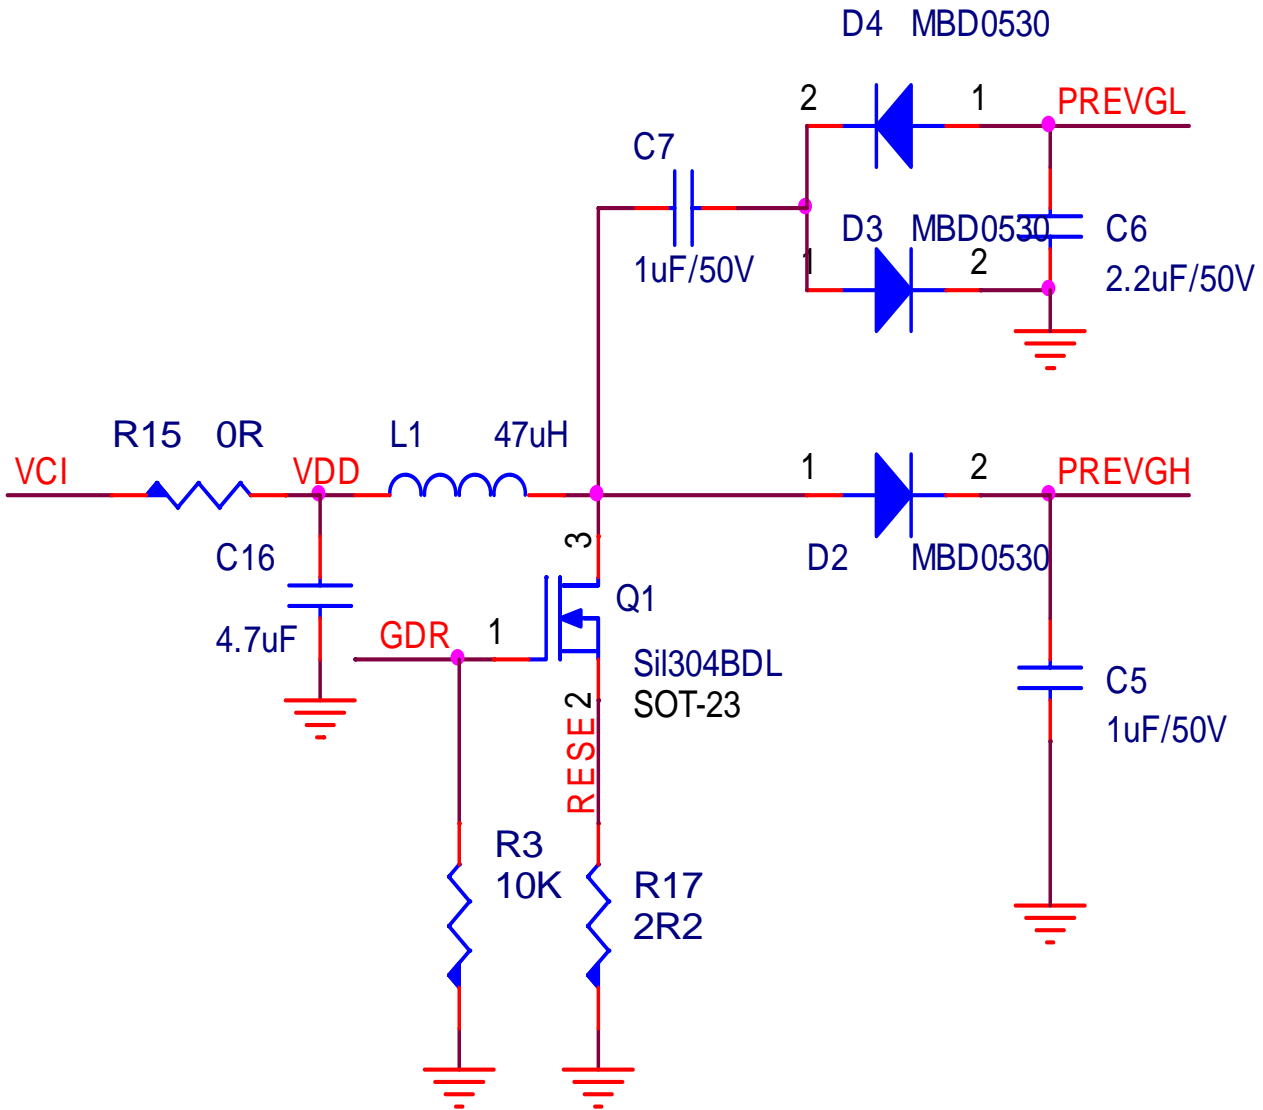 D4 MBD0530
2 1 PREVGL
C7
D3 MBD0530 C6
1uF/50V 1 2 2.2uF/50V
R15 0R L1 47uH
VCI VDD 1 2 PREVGH
3
C16 D2 MBD0530
Q1
4.7uF GDR 1
Sil304BDL
SOT-23
2
C5
1uF/50V
RESE
R3
10K R17
2R2